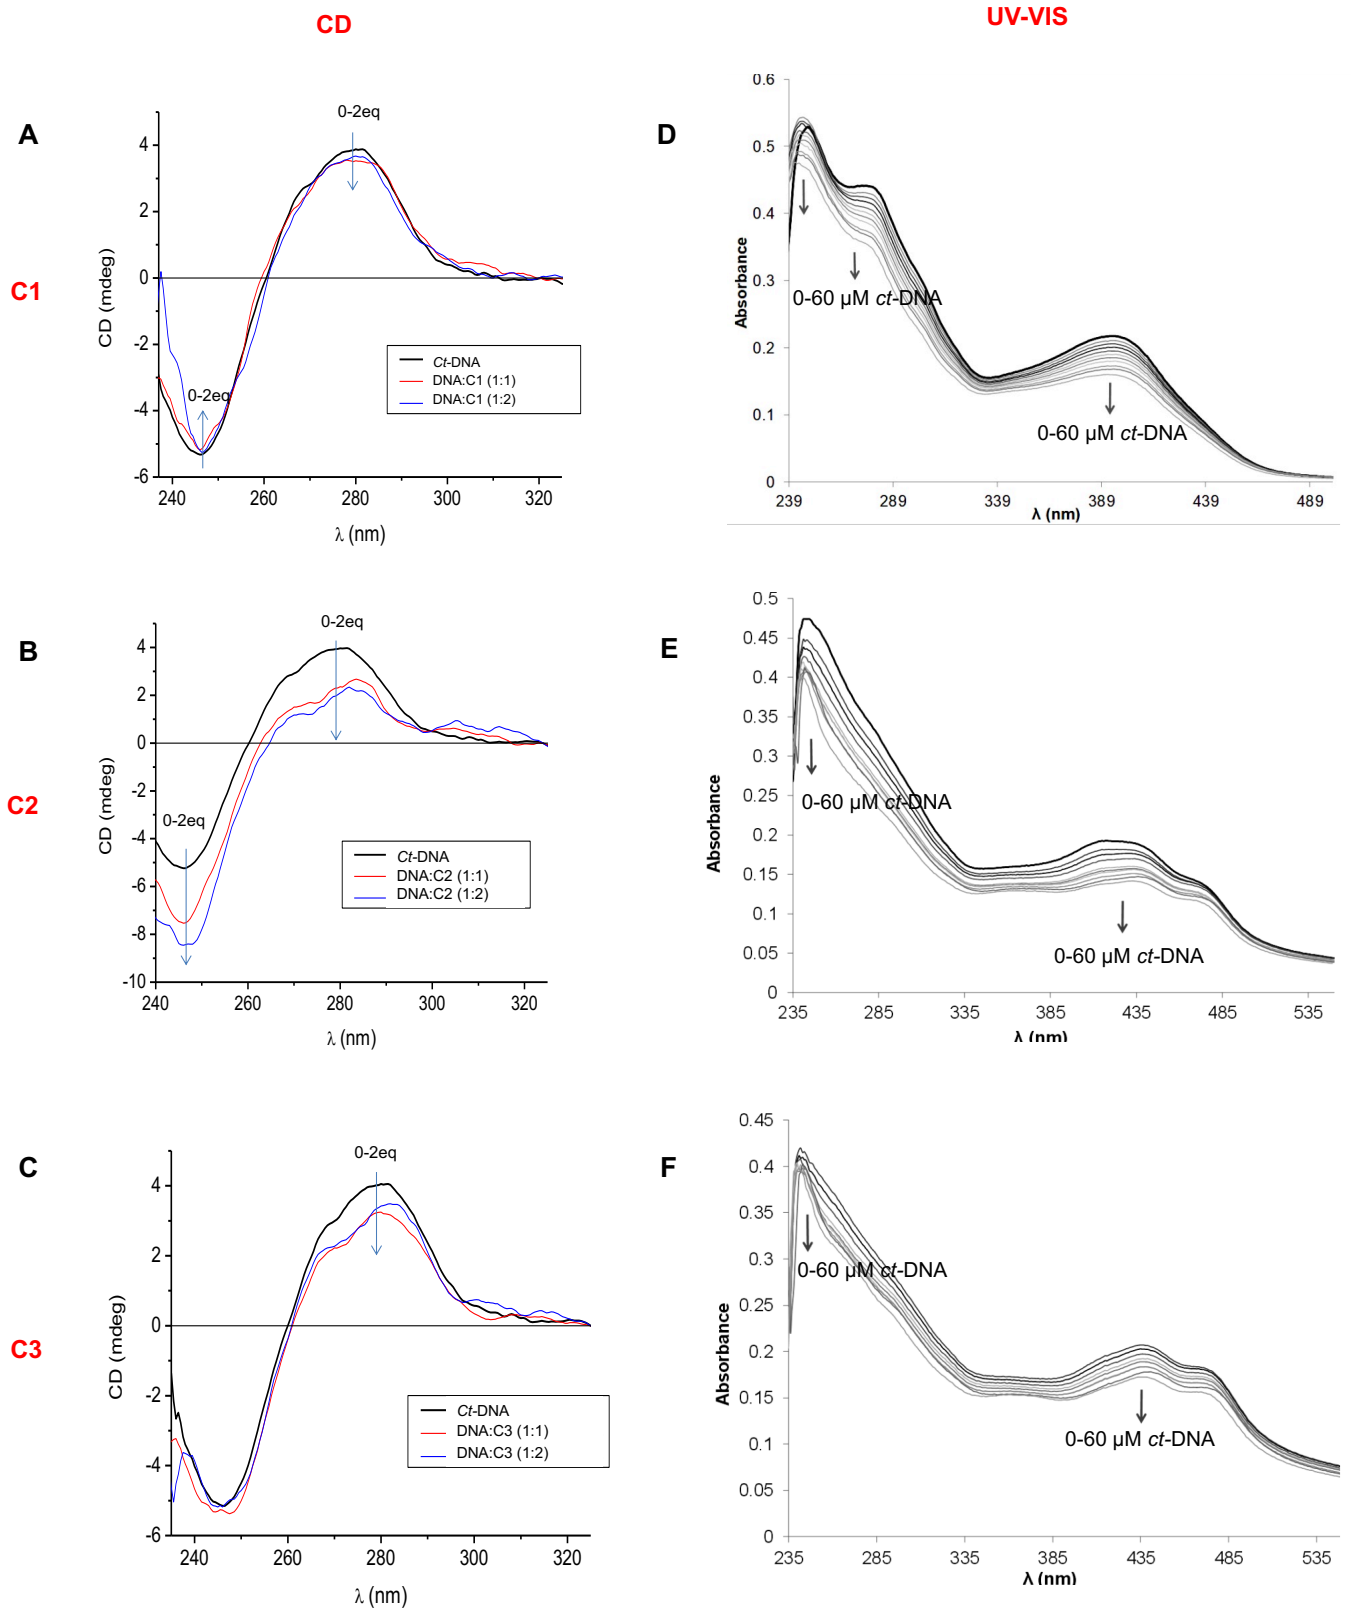 CD
UV-VIS
A
0-2eq
4
2
0
-2
-4
-6
CD (mdeg)
C1
0-2eq
Ct-DNA
DNA:C1 (1:1)
DNA:C1 (1:2)
240
260
280
300
320
λ (nm)
D
0.6
0.5
0.4
0.3
0.2
0.1
0
Absorbance
0-60 µM ct-DNA
0-60 µM ct-DNA
239
289
339
389
439
489
λ (nm)
B
0-2eq
4
2
0
-2
-4
-6
-8
-10
CD (mdeg)
C2
0-2eq
Ct-DNA
DNA:C2 (1:1)
DNA:C2 (1:2)
240
260
280
300
320
λ (nm)
E
0.5
0.45
0.4
0.35
0.3
0.25
0.2
0.15
0.1
0.05
0
Absorbance
0-60 µM ct-DNA
0-60 µM ct-DNA
235
285
335
385
435
485
535
λ (nm)
C
0-2eq
4
2
0
-2
-4
-6
CD (mdeg)
C3
Ct-DNA
DNA:C3 (1:1)
DNA:C3 (1:2)
240
260
280
300
320
λ (nm)
F
0.45
0.4
0.35
0.3
0.25
0.2
0.15
0.1
0.05
0
Absorbance
0-60 µM ct-DNA
0-60 µM ct-DNA
235
285
335
385
435
485
535
λ (nm)